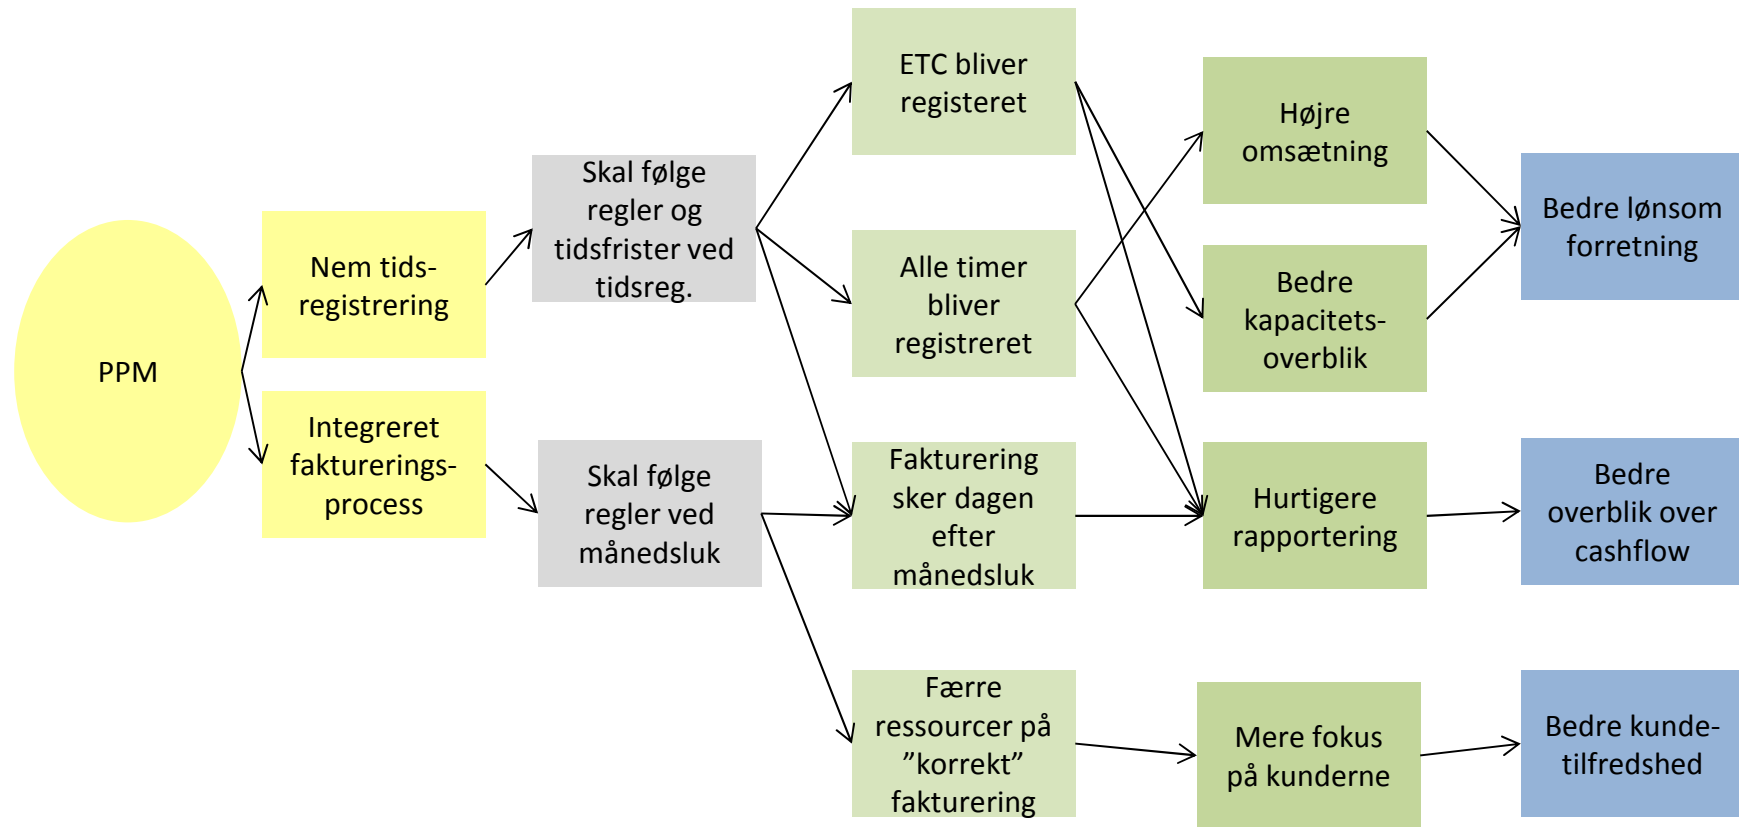 PPM
Nem tids-
registrering
Integreret
fakturerings-
process
Skal følge
regler og
tidsfrister ved
tidsreg.
Skal følge
regler ved
månedsluk
ETC bliver
registeret
Alle timer
bliver
registreret
Fakturering
sker dagen
efter
månedsluk
Færre
ressourcer på
”korrekt”
fakturering
Højre
omsætning
Bedre
kapacitets-
overblik
Hurtigere
rapportering
Mere fokus
på kunderne
Bedre lønsom
forretning
Bedre
overblik over
cashflow
Bedre kunde-
tilfredshed